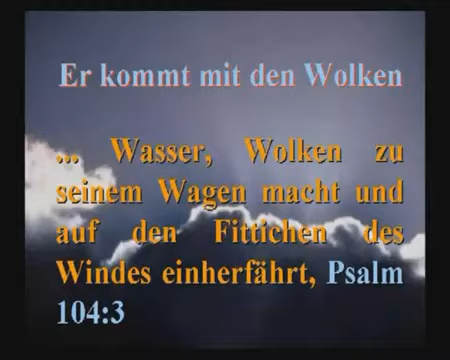 Er kommt mit den Wolken
... Wasser, Wolken zu
seinem Wagen macht und
auf den Fittichen des
Windes einherfährt, Psalm
104:3